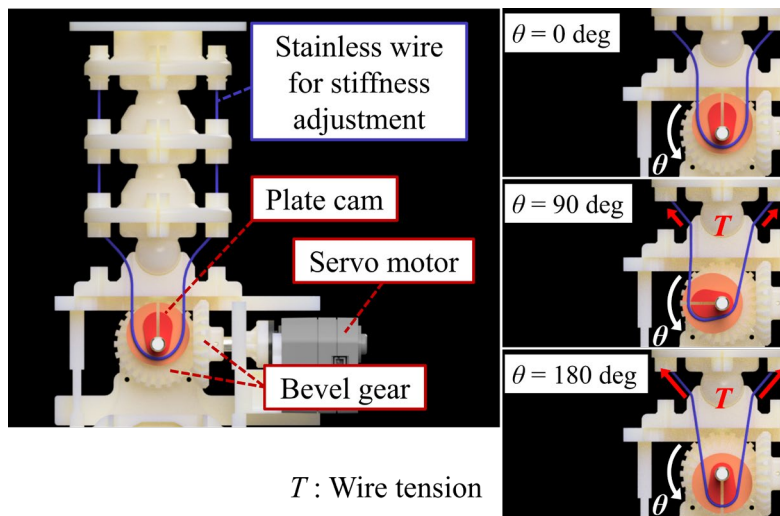 Stainless wire
for stiffness
adjustment
Plate cam
Servo motor
Bevel gear
T : Wire tension
θ = 0 deg
θ
θ = 90 deg
T
θ
θ = 180 deg
T
θ